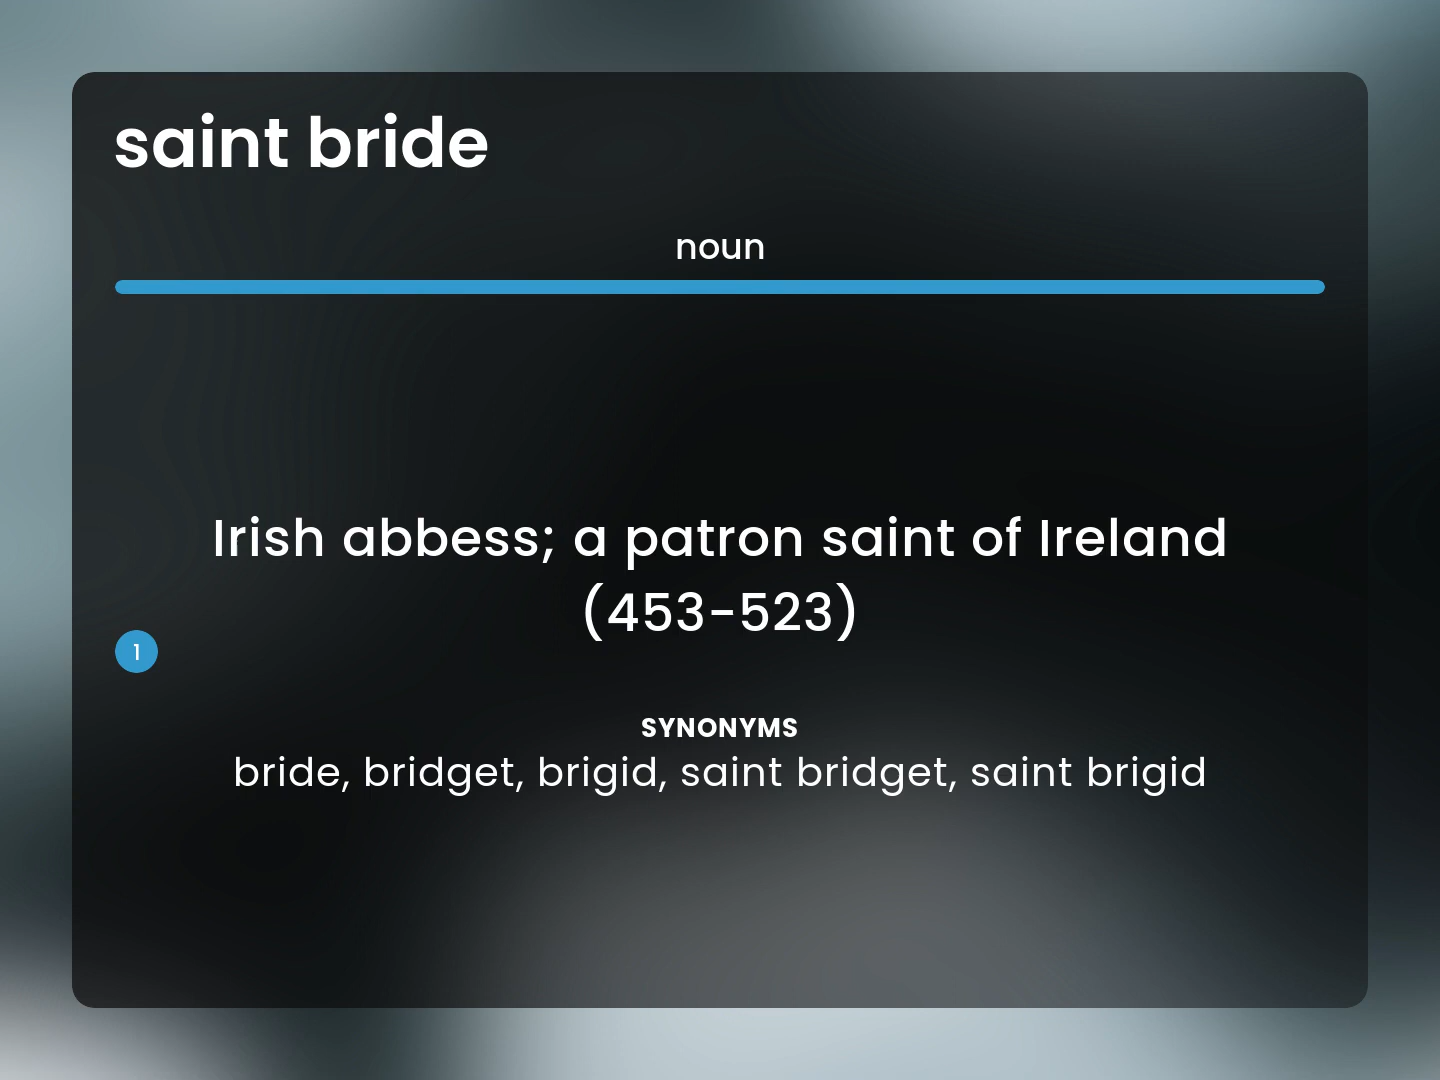 saint bride
noun
Irish abbess; a patron saint of Ireland
(453-523)
1
SYNONYMS
bride, bridget, brigid, saint bridget, saint brigid